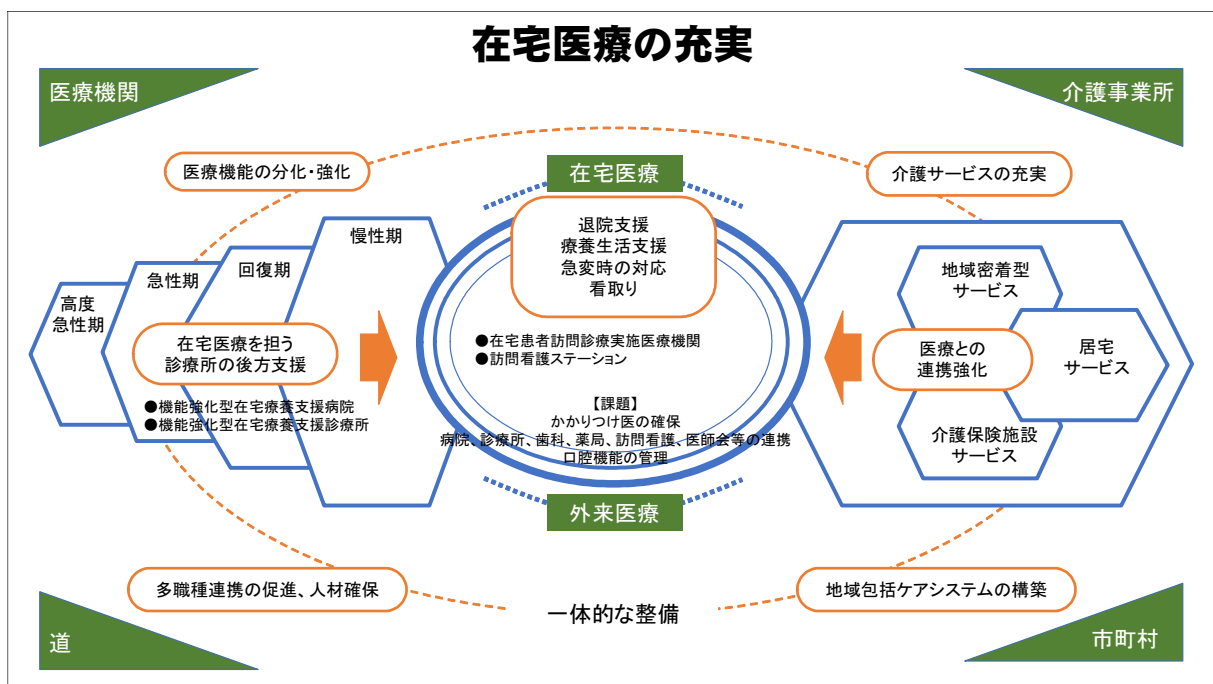 在宅医療の充実
医療機関
介護事業所
医療機能の分化・強化
在宅医療
介護サービスの充実
退院支援
療養生活支援
急変時の対応
看取り
慢性期
回復期
急性期
高度
急性期
在宅医療を担う
診療所の後方支援
●機能強化型在宅療養支援病院
●機能強化型在宅療養支援診療所
●在宅患者訪問診療実施医療機関
●訪問看護ステーション
【課題】
かかりつけ医の確保
病院、診療所、歯科、薬局、訪問看護、医師会等の連携
口腔機能の管理
地域密着型
サービス
医療との
連携強化
居宅
サービス
介護保険施設
サービス
外来医療
多職種連携の促進、人材確保
一体的な整備
地域包括ケアシステムの構築
道
市町村